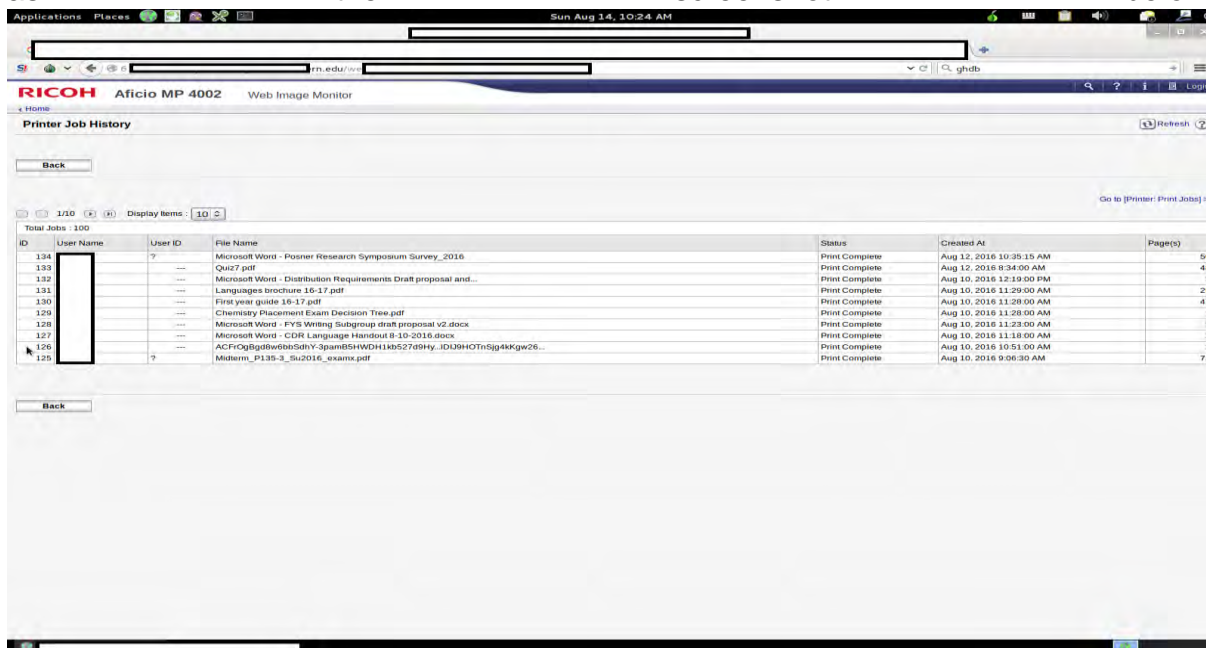 Applications Places Sun Aug 14, 10:24 AM
rn.edu/we ghdb
RICOH Aficio MP 4002 Web Image Monitor ? i Login
Home
Printer Job History Refresh ?
Back
Go to [Printer: Print Jobs]
1/10 Display Items : 10
Total Jobs : 100
ID User Name User ID File Name Status Created At Page(s)
134 ? Microsoft Word - Posner Research Symposium Survey_2016 Print Complete Aug 12, 2016 10:35:15 AM
133 --- Quiz7.pdf Print Complete Aug 12, 2016 8:34:00 AM
132 --- Microsoft Word - Distribution Requirements Draft proposal and... Print Complete Aug 10, 2016 12:19:00 PM
131 --- Languages brochure 16-17.pdf Print Complete Aug 10, 2016 11:29:00 AM 2
130 --- First year guide 16-17.pdf Print Complete Aug 10, 2016 11:28:00 AM 4
129 --- Chemistry Placement Exam Decision Tree.pdf Print Complete Aug 10, 2016 11:28:00 AM
128 --- Microsoft Word - FYS Writing Subgroup draft proposal v2.docx Print Complete Aug 10, 2016 11:23:00 AM
127 --- Microsoft Word - CDR Language Handout 8-10-2016.docx Print Complete Aug 10, 2016 11:18:00 AM
126 --- Print Complete Aug 10, 2016 10:51:00 AM
125 ? Midterm_P135-3_Su2016_examx.pdf Print Complete Aug 10, 2016 9:06:30 AM 7
Back